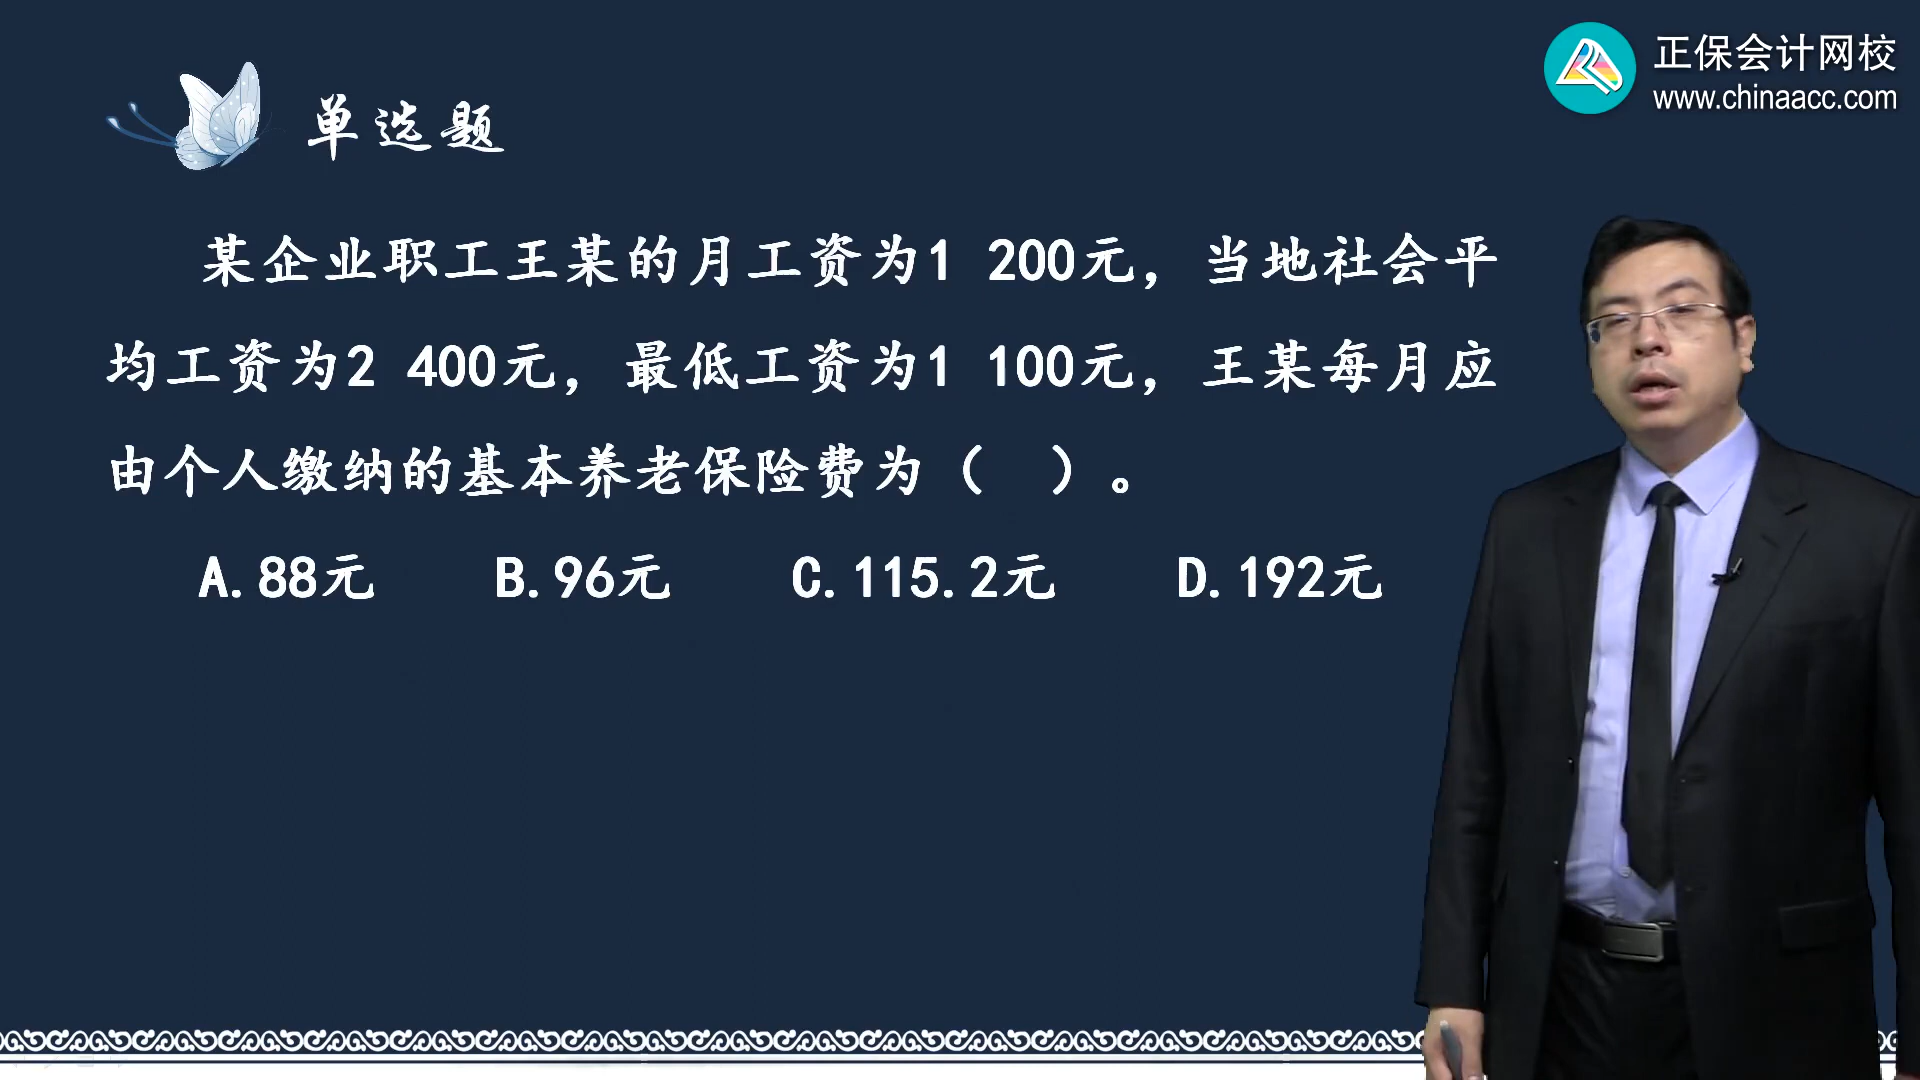 正保会计网校
www.chinaacc.com
单选题
某企业职工王某的月工资为1 200元，当地社会平
均工资为2 400元，最低工资为1 100元，王某每月应
由个人缴纳的基本养老保险费为（　）。
A.88元 B.96元 C.115.2元 D.192元